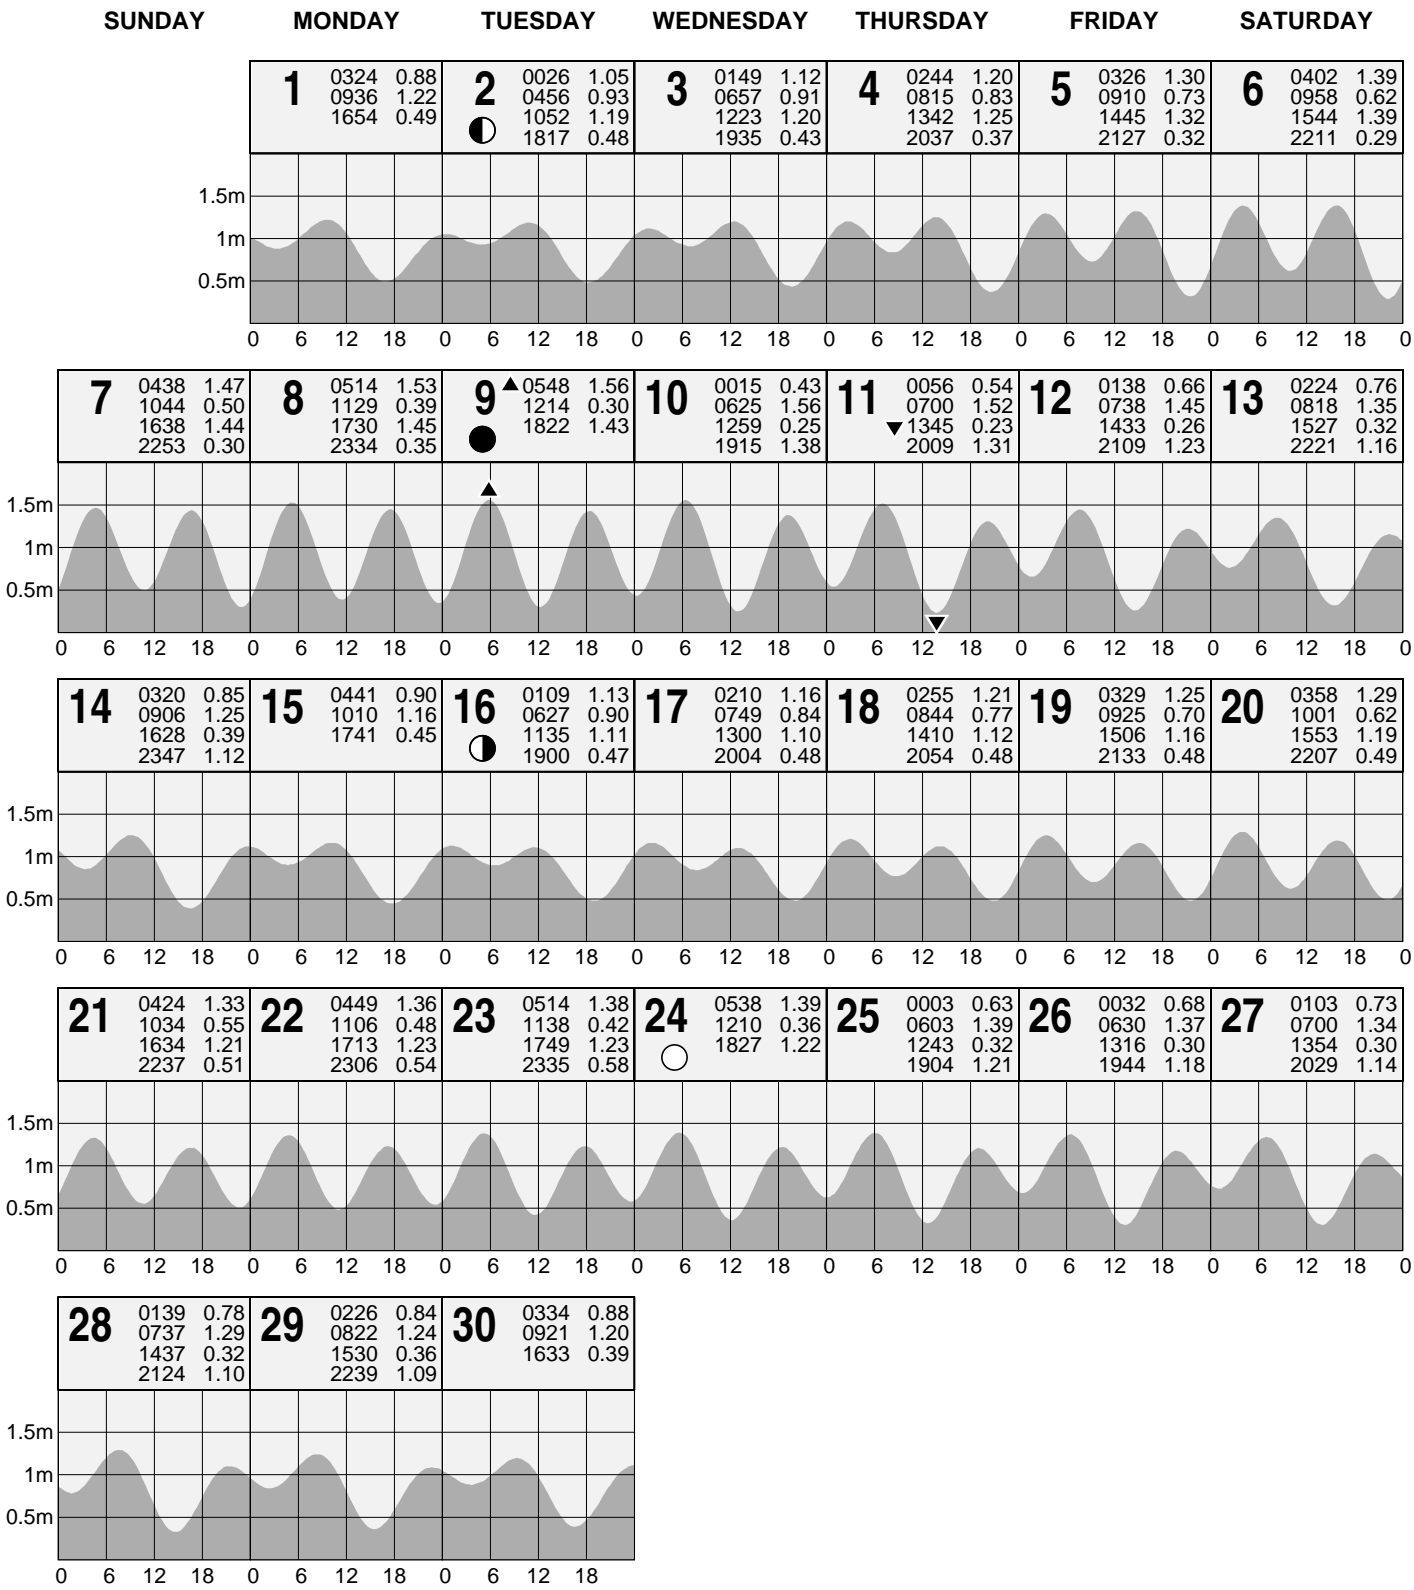 SUNDAY MONDAY TUESDAY WEDNESDAY THURSDAY FRIDAY SATURDAY
1 0324 0.88
0936 1.22
1654 0.49
2 0026 1.05
0456 0.93
1052 1.19
1817 0.48
3 0149 1.12
0657 0.91
1223 1.20
1935 0.43
4 0244 1.20
0815 0.83
1342 1.25
2037 0.37
5 0326 1.30
0910 0.73
1445 1.32
2127 0.32
6 0402 1.39
0958 0.62
1544 1.39
2211 0.29
1.5m
1m
0.5m
0 6 12 18 0 6 12 18 0 6 12 18 0 6 12 18 0 6 12 18 0 6 12 18 0
7 0438 1.47
1044 0.50
1638 1.44
2253 0.30
8 0514 1.53
1129 0.39
1730 1.45
2334 0.35
9 0548 1.56
1214 0.30
1822 1.43
10 0015 0.43
0625 1.56
1259 0.25
1915 1.38
11 0056 0.54
0700 1.52
1345 0.23
2009 1.31
12 0138 0.66
0738 1.45
1433 0.26
2109 1.23
13 0224 0.76
0818 1.35
1527 0.32
2221 1.16
1.5m
1m
0.5m
0 6 12 18 0 6 12 18 0 6 12 18 0 6 12 18 0 6 12 18 0 6 12 18 0 6 12 18 0
14 0320 0.85
0906 1.25
1628 0.39
2347 1.12
15 0441 0.90
1010 1.16
1741 0.45
16 0109 1.13
0627 0.90
1135 1.11
1900 0.47
17 0210 1.16
0749 0.84
1300 1.10
2004 0.48
18 0255 1.21
0844 0.77
1410 1.12
2054 0.48
19 0329 1.25
0925 0.70
1506 1.16
2133 0.48
20 0358 1.29
1001 0.62
1553 1.19
2207 0.49
1.5m
1m
0.5m
0 6 12 18 0 6 12 18 0 6 12 18 0 6 12 18 0 6 12 18 0 6 12 18 0 6 12 18 0
21 0424 1.33
1034 0.55
1634 1.21
2237 0.51
22 0449 1.36
1106 0.48
1713 1.23
2306 0.54
23 0514 1.38
1138 0.42
1749 1.23
2335 0.58
24 0538 1.39
1210 0.36
1827 1.22
25 0003 0.63
0603 1.39
1243 0.32
1904 1.21
26 0032 0.68
0630 1.37
1316 0.30
1944 1.18
27 0103 0.73
0700 1.34
1354 0.30
2029 1.14
1.5m
1m
0.5m
0 6 12 18 0 6 12 18 0 6 12 18 0 6 12 18 0 6 12 18 0 6 12 18 0 6 12 18 0
28 0139 0.78
0737 1.29
1437 0.32
2124 1.10
29 0226 0.84
0822 1.24
1530 0.36
2239 1.09
30 0334 0.88
0921 1.20
1633 0.39
1.5m
1m
0.5m
0 6 12 18 0 6 12 18 0 6 12 18